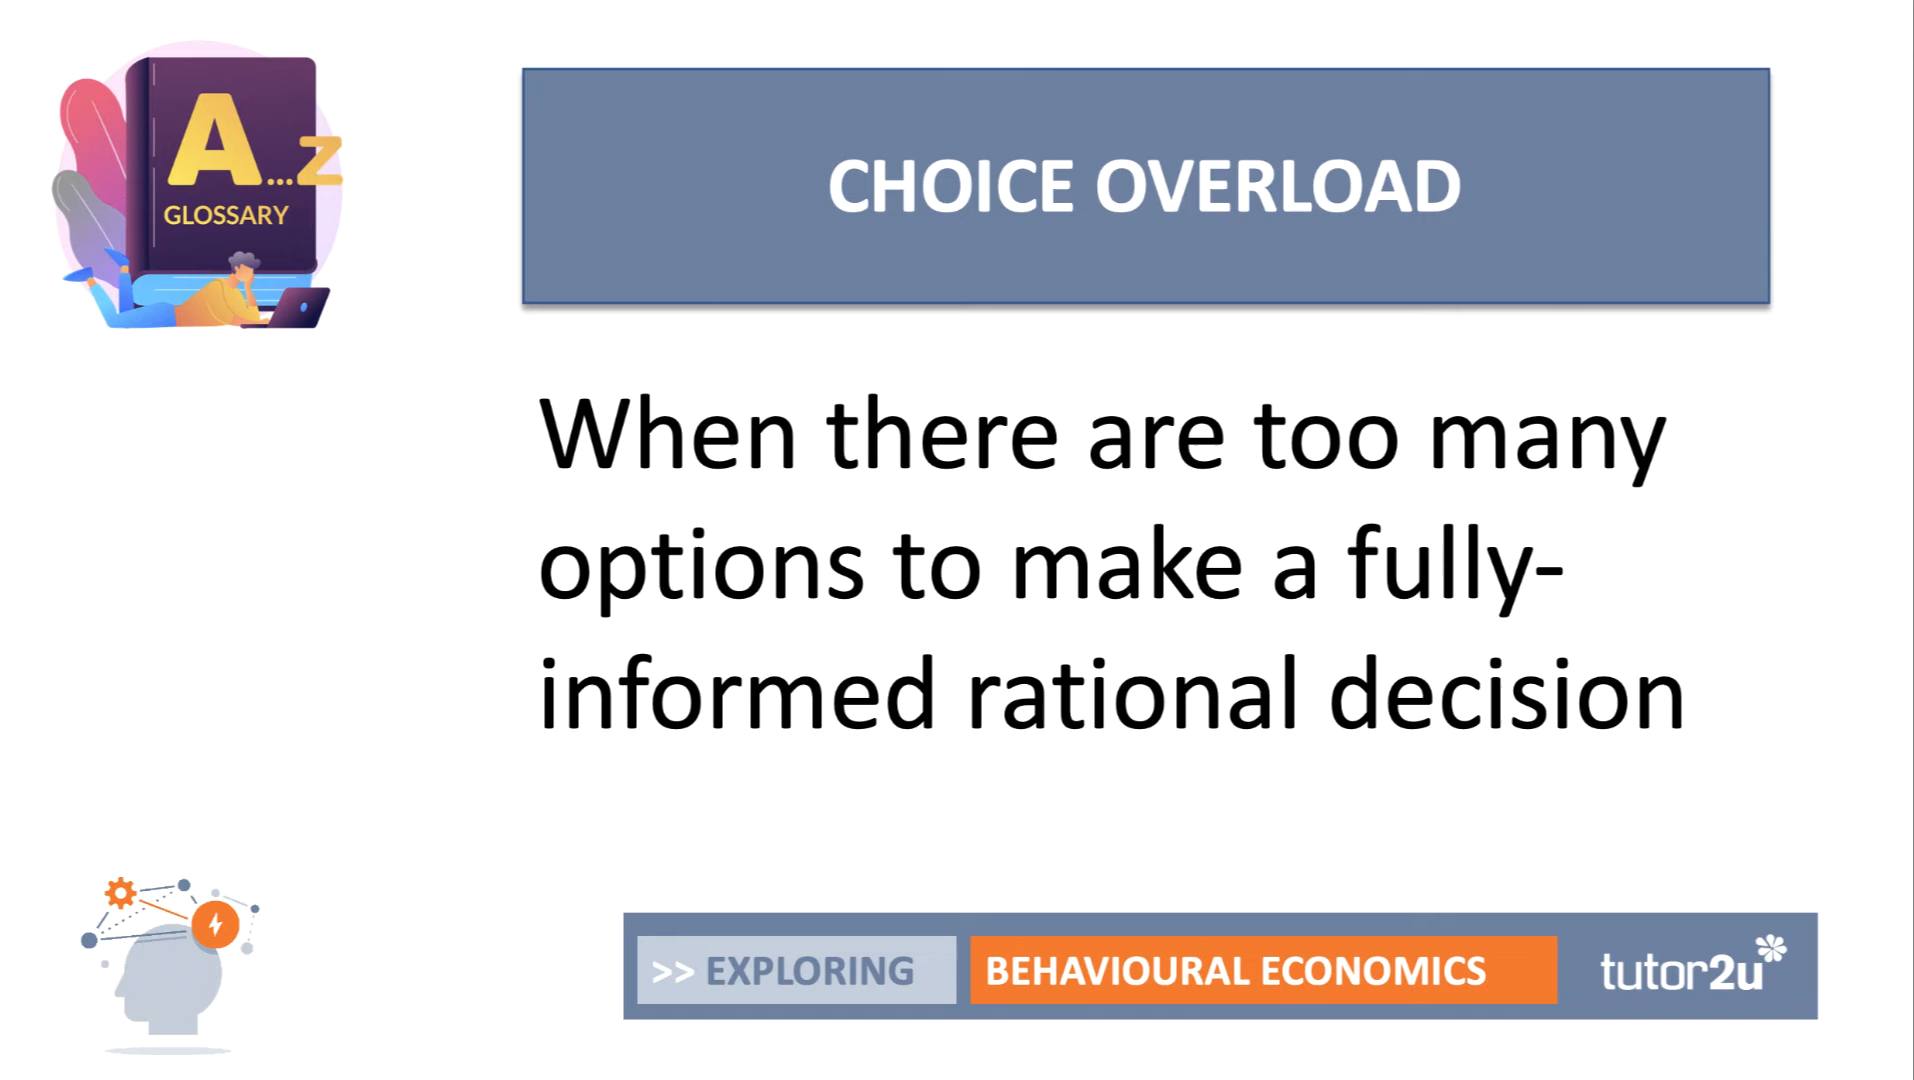 A...Z
GLOSSARY
CHOICE OVERLOAD
When there are too many
options to make a fully-
informed rational decision
>> EXPLORING
BEHAVIOURAL ECONOMICS
tutor2u